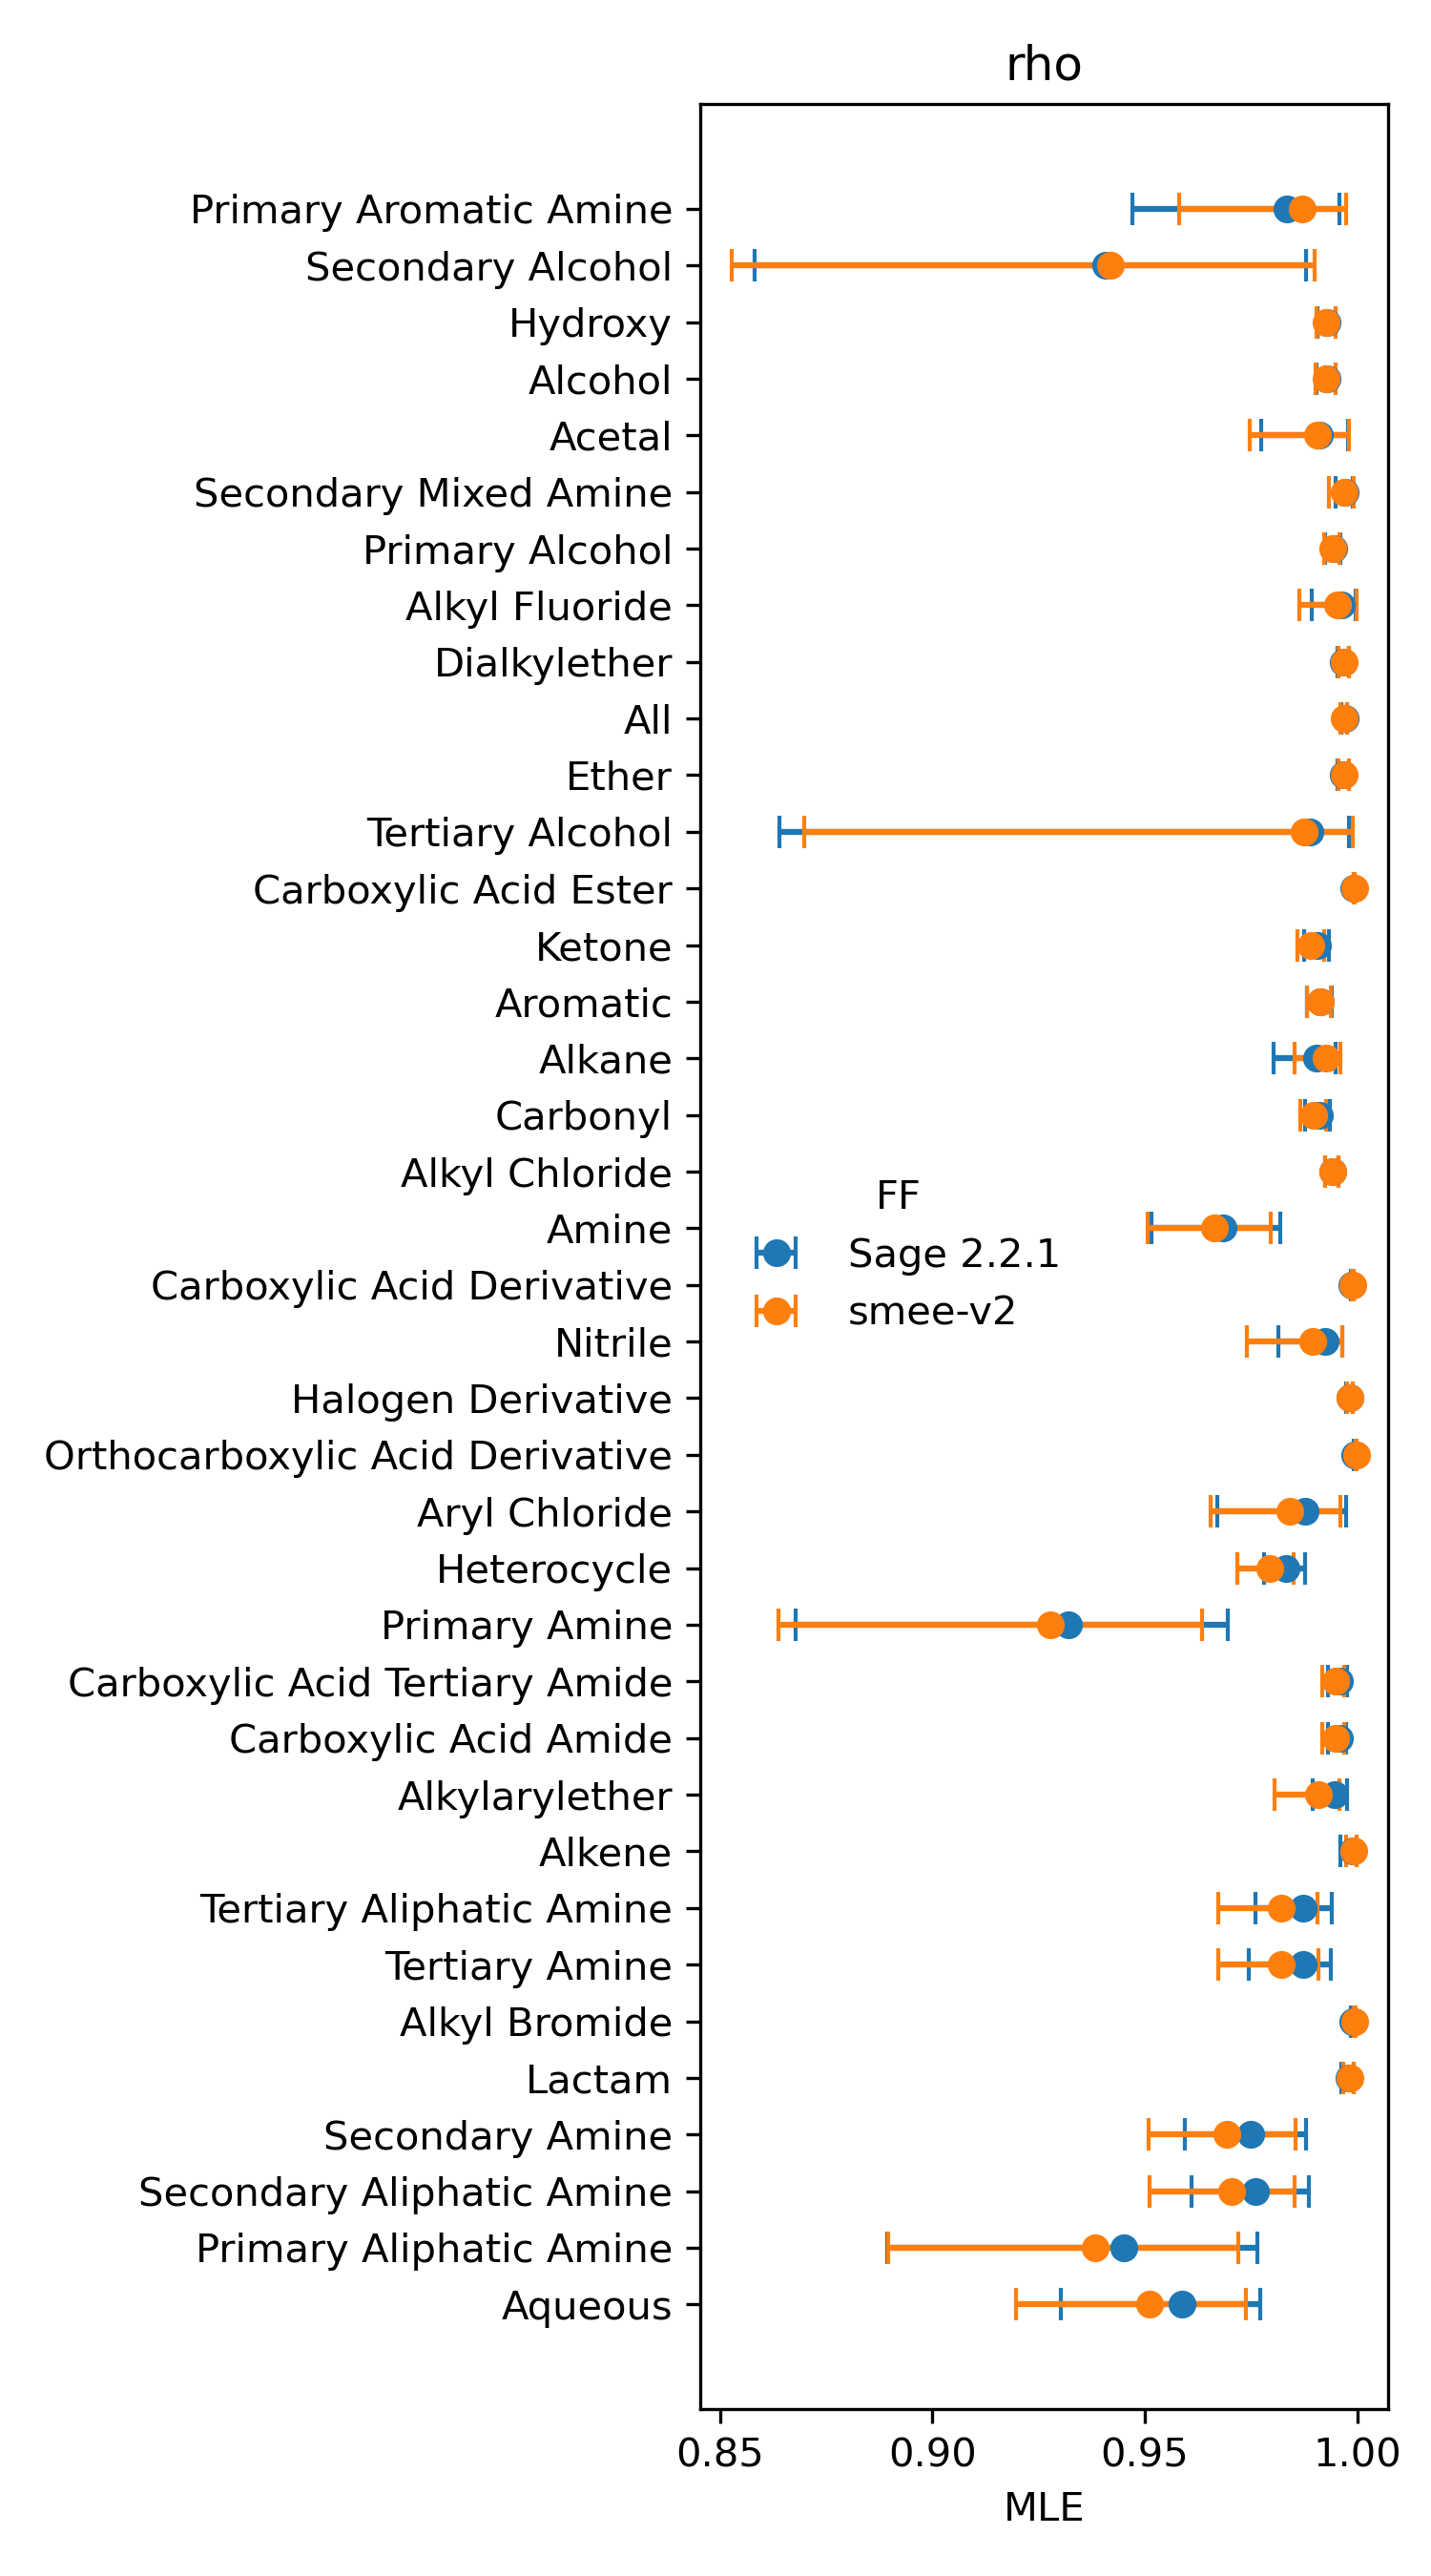 rho
Primary Aromatic Amine
Secondary Alcohol
Hydroxy
Alcohol
Acetal
Secondary Mixed Amine
Primary Alcohol
Alkyl Fluoride
Dialkylether
All
Ether
Tertiary Alcohol
Carboxylic Acid Ester
Ketone
Aromatic
Alkane
Carbonyl
Alkyl Chloride
Amine
Carboxylic Acid Derivative
Nitrile
Halogen Derivative
Orthocarboxylic Acid Derivative
Aryl Chloride
Heterocycle
Primary Amine
Carboxylic Acid Tertiary Amide
Carboxylic Acid Amide
Alkylarylether
Alkene
Tertiary Aliphatic Amine
Tertiary Amine
Alkyl Bromide
Lactam
Secondary Amine
Secondary Aliphatic Amine
Primary Aliphatic Amine
Aqueous
FF
Sage 2.2.1
smee-v2
0.85 0.90 0.95 1.00
MLE